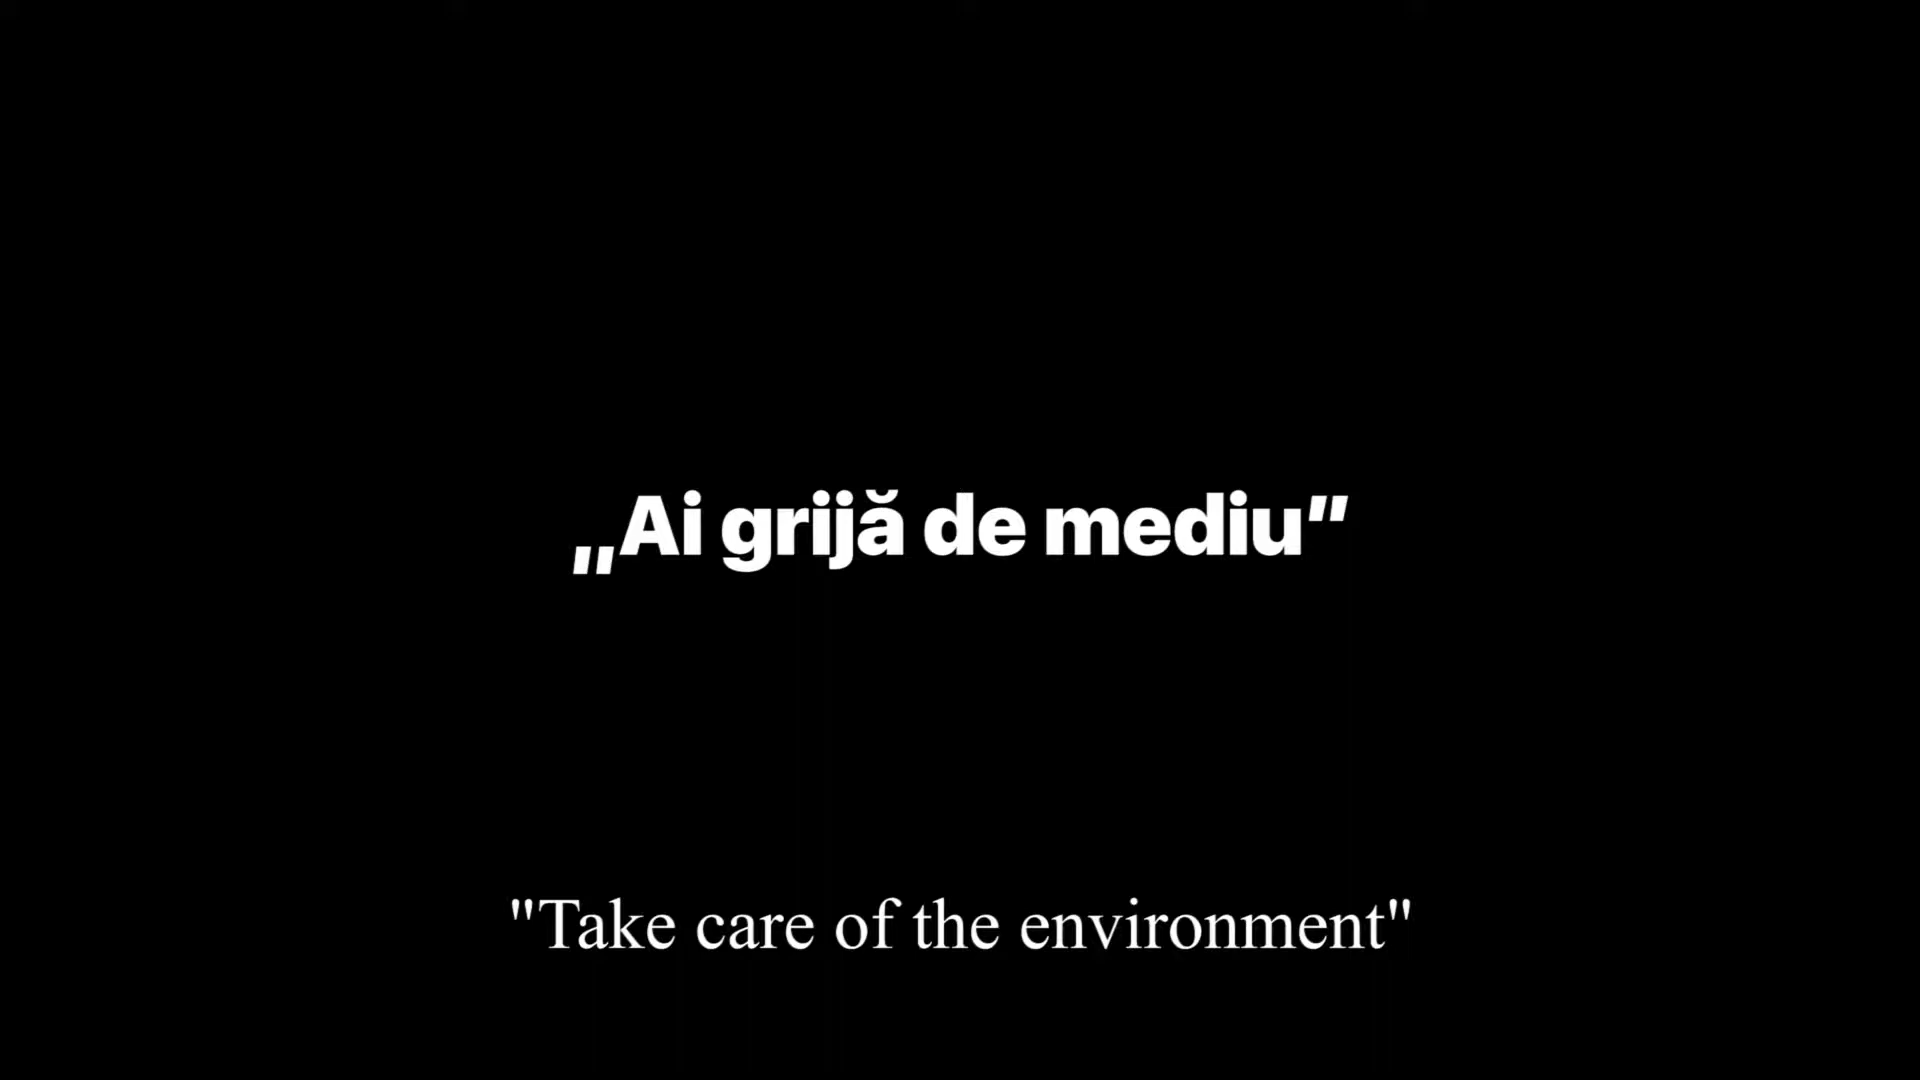 „Ai grijă de mediu”
"Take care of the environment"